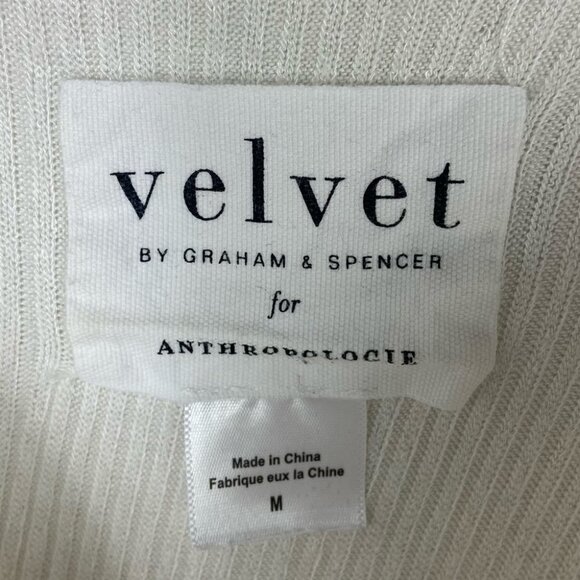 velvet
BY GRAHAM & SPENCER
for
ANTHROPOLOGIE
Made in China
Fabrique eux la Chine
M